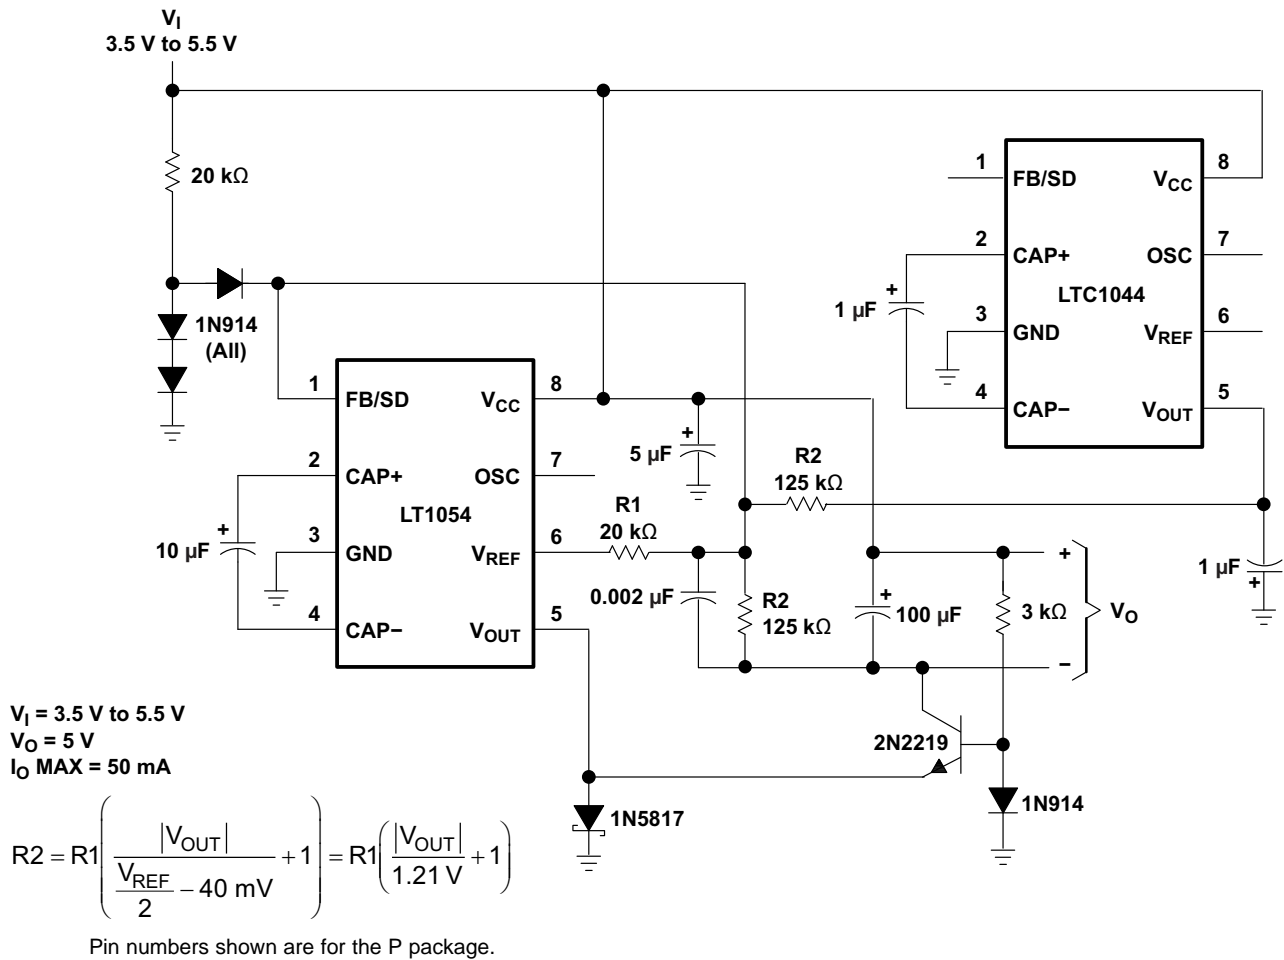 V_I
3.5 V to 5.5 V
20 kΩ
1N914
(All)
1
FB/SD
2
CAP+
3
GND
4
CAP−
LT1054
V_CC
8
OSC
7
V_REF
6
V_OUT
5
10 µF
5 µF
R1
20 kΩ
0.002 µF
R2
125 kΩ
R2
125 kΩ
100 µF
3 kΩ
+
−
V_O
1
FB/SD
2
CAP+
3
GND
4
CAP−
LTC1044
V_CC
8
OSC
7
V_REF
6
V_OUT
5
1 µF
1 µF
2N2219
1N914
1N5817
V_I = 3.5 V to 5.5 V
V_O = 5 V
I_O MAX = 50 mA
R2 = R1( |V_OUT| / (V_REF/2 − 40 mV) + 1 ) = R1( |V_OUT| / 1.21 V + 1 )
Pin numbers shown are for the P package.